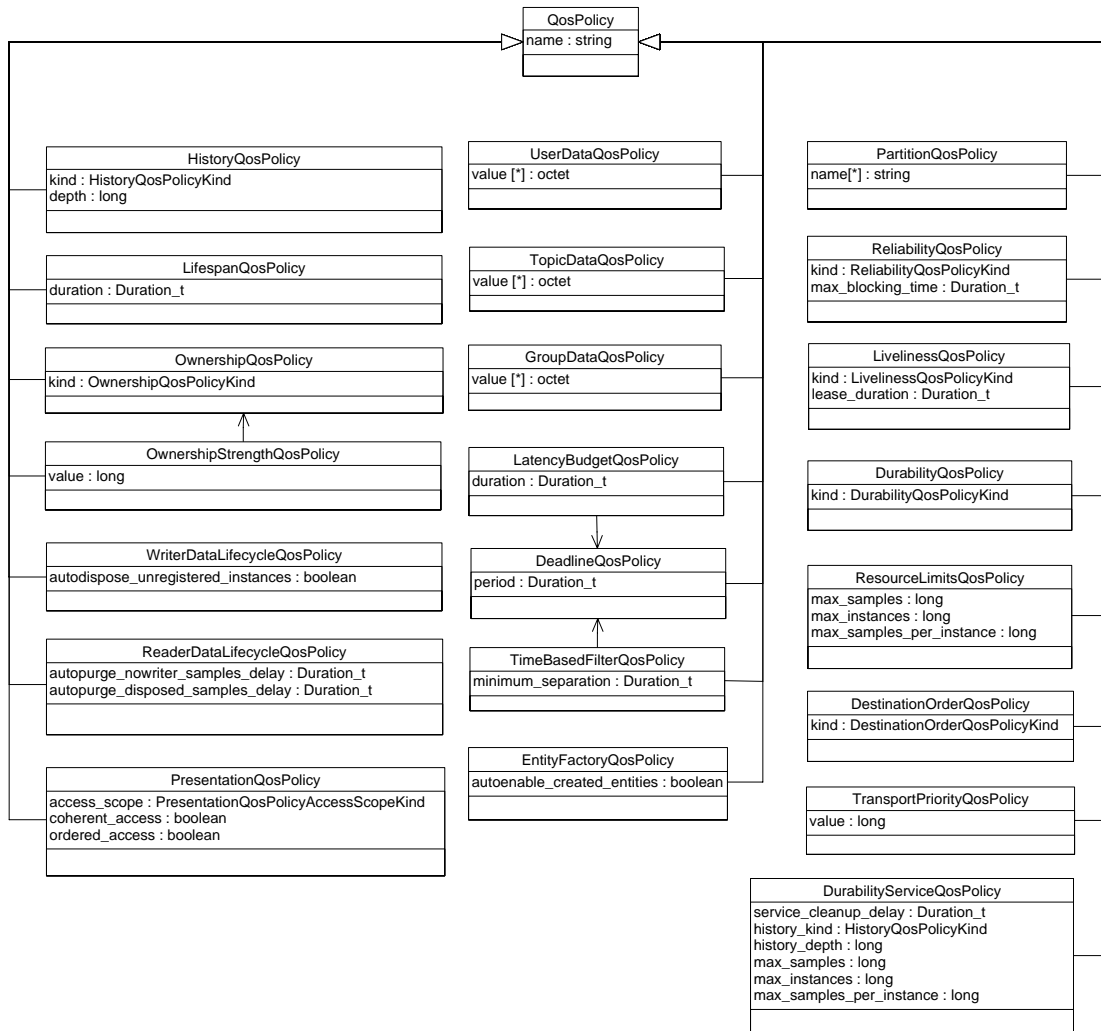 QosPolicy
name : string
HistoryQosPolicy
kind : HistoryQosPolicyKind
depth : long
LifespanQosPolicy
duration : Duration_t
OwnershipQosPolicy
kind : OwnershipQosPolicyKind
OwnershipStrengthQosPolicy
value : long
WriterDataLifecycleQosPolicy
autodispose_unregistered_instances : boolean
ReaderDataLifecycleQosPolicy
autopurge_nowriter_samples_delay : Duration_t
autopurge_disposed_samples_delay : Duration_t
PresentationQosPolicy
access_scope : PresentationQosPolicyAccessScopeKind
coherent_access : boolean
ordered_access : boolean
UserDataQosPolicy
value [*] : octet
TopicDataQosPolicy
value [*] : octet
GroupDataQosPolicy
value [*] : octet
LatencyBudgetQosPolicy
duration : Duration_t
DeadlineQosPolicy
period : Duration_t
TimeBasedFilterQosPolicy
minimum_separation : Duration_t
EntityFactoryQosPolicy
autoenable_created_entities : boolean
PartitionQosPolicy
name[*] : string
ReliabilityQosPolicy
kind : ReliabilityQosPolicyKind
max_blocking_time : Duration_t
LivelinessQosPolicy
kind : LivelinessQosPolicyKind
lease_duration : Duration_t
DurabilityQosPolicy
kind : DurabilityQosPolicyKind
ResourceLimitsQosPolicy
max_samples : long
max_instances : long
max_samples_per_instance : long
DestinationOrderQosPolicy
kind : DestinationOrderQosPolicyKind
TransportPriorityQosPolicy
value : long
DurabilityServiceQosPolicy
service_cleanup_delay : Duration_t
history_kind : HistoryQosPolicyKind
history_depth : long
max_samples : long
max_instances : long
max_samples_per_instance : long